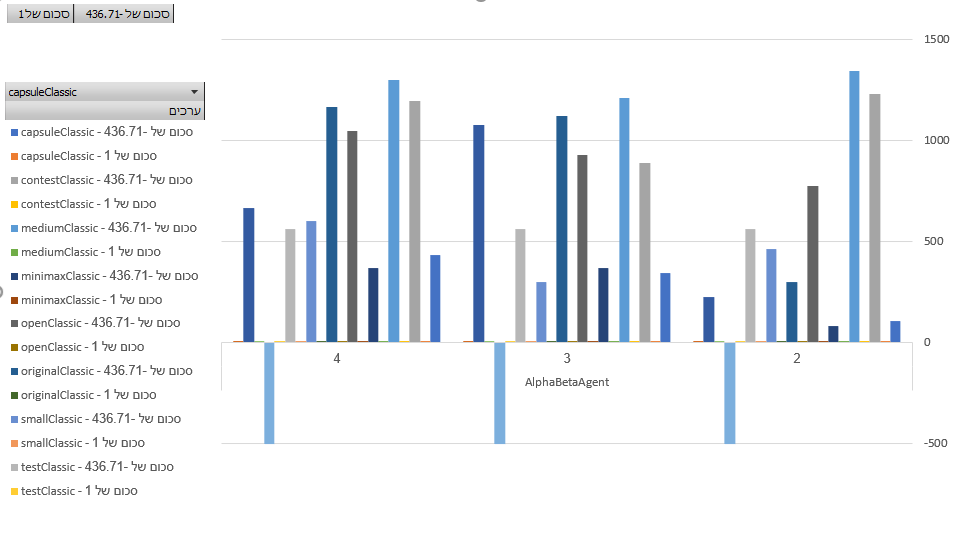 סכום של -436.71 סכום של 1
capsuleClassic
ערכים
capsuleClassic - סכום של -436.71
capsuleClassic - סכום של 1
contestClassic - סכום של -436.71
contestClassic - סכום של 1
mediumClassic - סכום של -436.71
mediumClassic - סכום של 1
minimaxClassic - סכום של -436.71
minimaxClassic - סכום של 1
openClassic - סכום של -436.71
openClassic - סכום של 1
originalClassic - סכום של -436.71
originalClassic - סכום של 1
smallClassic - סכום של -436.71
smallClassic - סכום של 1
testClassic - סכום של -436.71
testClassic - סכום של 1
1500
1000
500
0
-500
4 3 2
AlphaBetaAgent